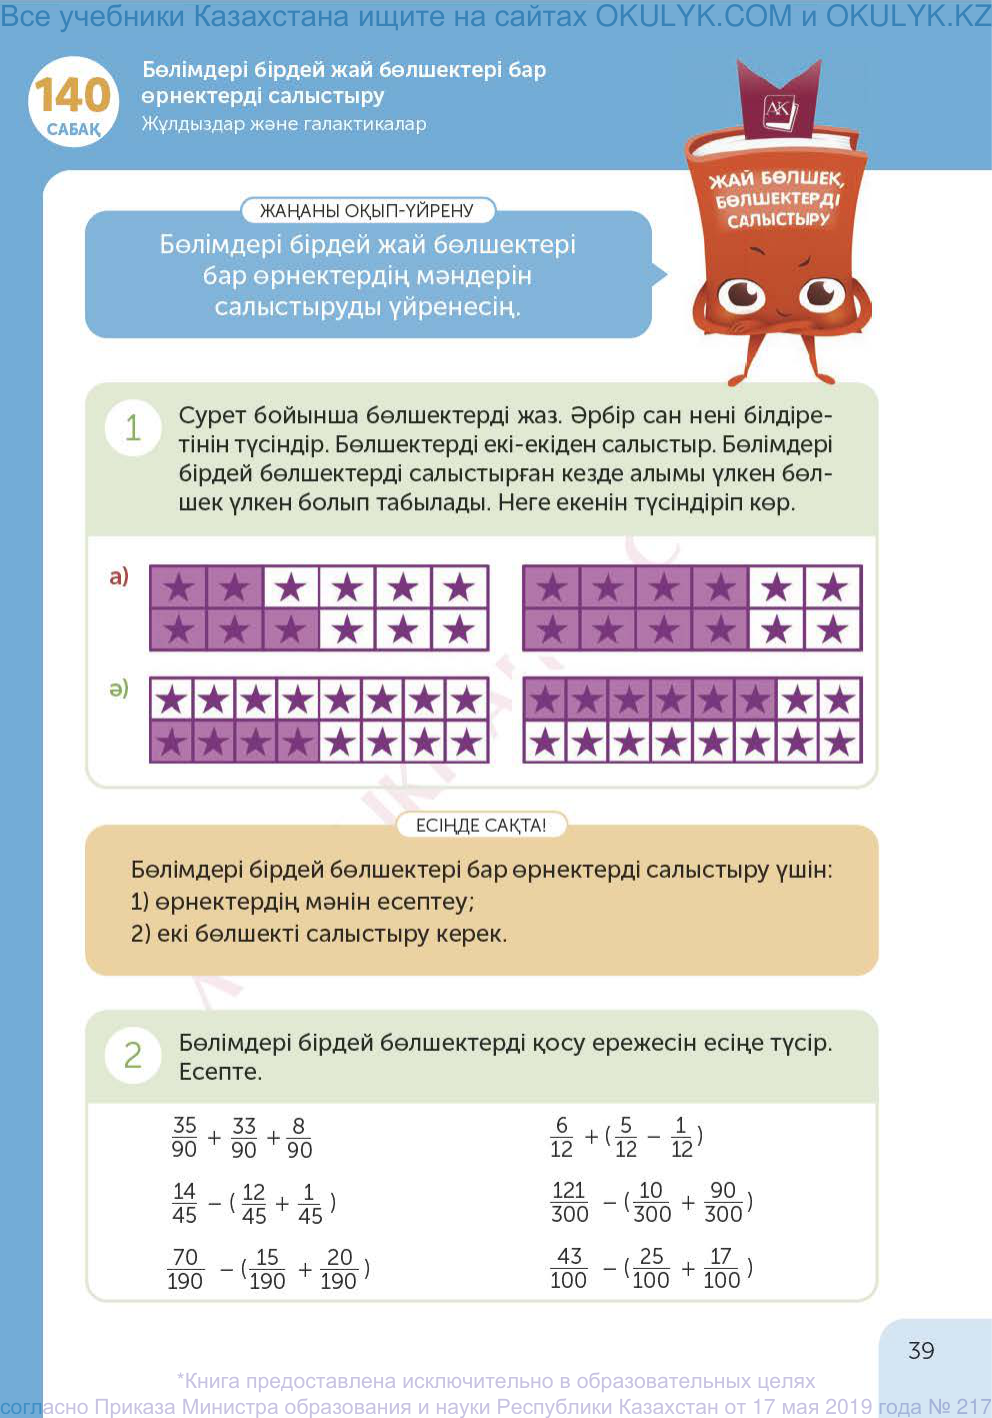 Все учебники Казахстана ищите на сайтах OKULYK.COM и OKULYK.KZ
140
САБАҚ
Бөлімдері бірдей жай бөлшектері бар
өрнектерді салыстыру
Жұлдыздар және галактикалар
АК
ЖАЙ БӨЛШЕК,
БӨЛШЕКТЕРДІ
САЛЫСТЫРУ
ЖАҢАНЫ ОҚЫП-ҮЙРЕНУ
Бөлімдері бірдей жай бөлшектері
бар өрнектердің мәндерін
салыстыруды үйренесің.
1
Сурет бойынша бөлшектерді жаз. Әрбір сан нені білдіре-
тінін түсіндір. Бөлшектерді екі-екіден салыстыр. Бөлімдері
бірдей бөлшектерді салыстырған кезде алымы үлкен бөл-
шек үлкен болып табылады. Неге екенін түсіндіріп көр.
а)
ә)
ЕСІҢДЕ САҚТА!
Бөлімдері бірдей бөлшектері бар өрнектерді салыстыру үшін:
1) өрнектердің мәнін есептеу;
2) екі бөлшекті салыстыру керек.
2
Бөлімдері бірдей бөлшектерді қосу ережесін есіңе түсір.
Есепте.
35/90 + 33/90 + 8/90
6/12 + (5/12 − 1/12)
14/45 − (12/45 + 1/45)
121/300 − (10/300 + 90/300)
70/190 − (15/190 + 20/190)
43/100 − (25/100 + 17/100)
39
*Книга предоставлена исключительно в образовательных целях
согласно Приказа Министра образования и науки Республики Казахстан от 17 мая 2019 года № 217